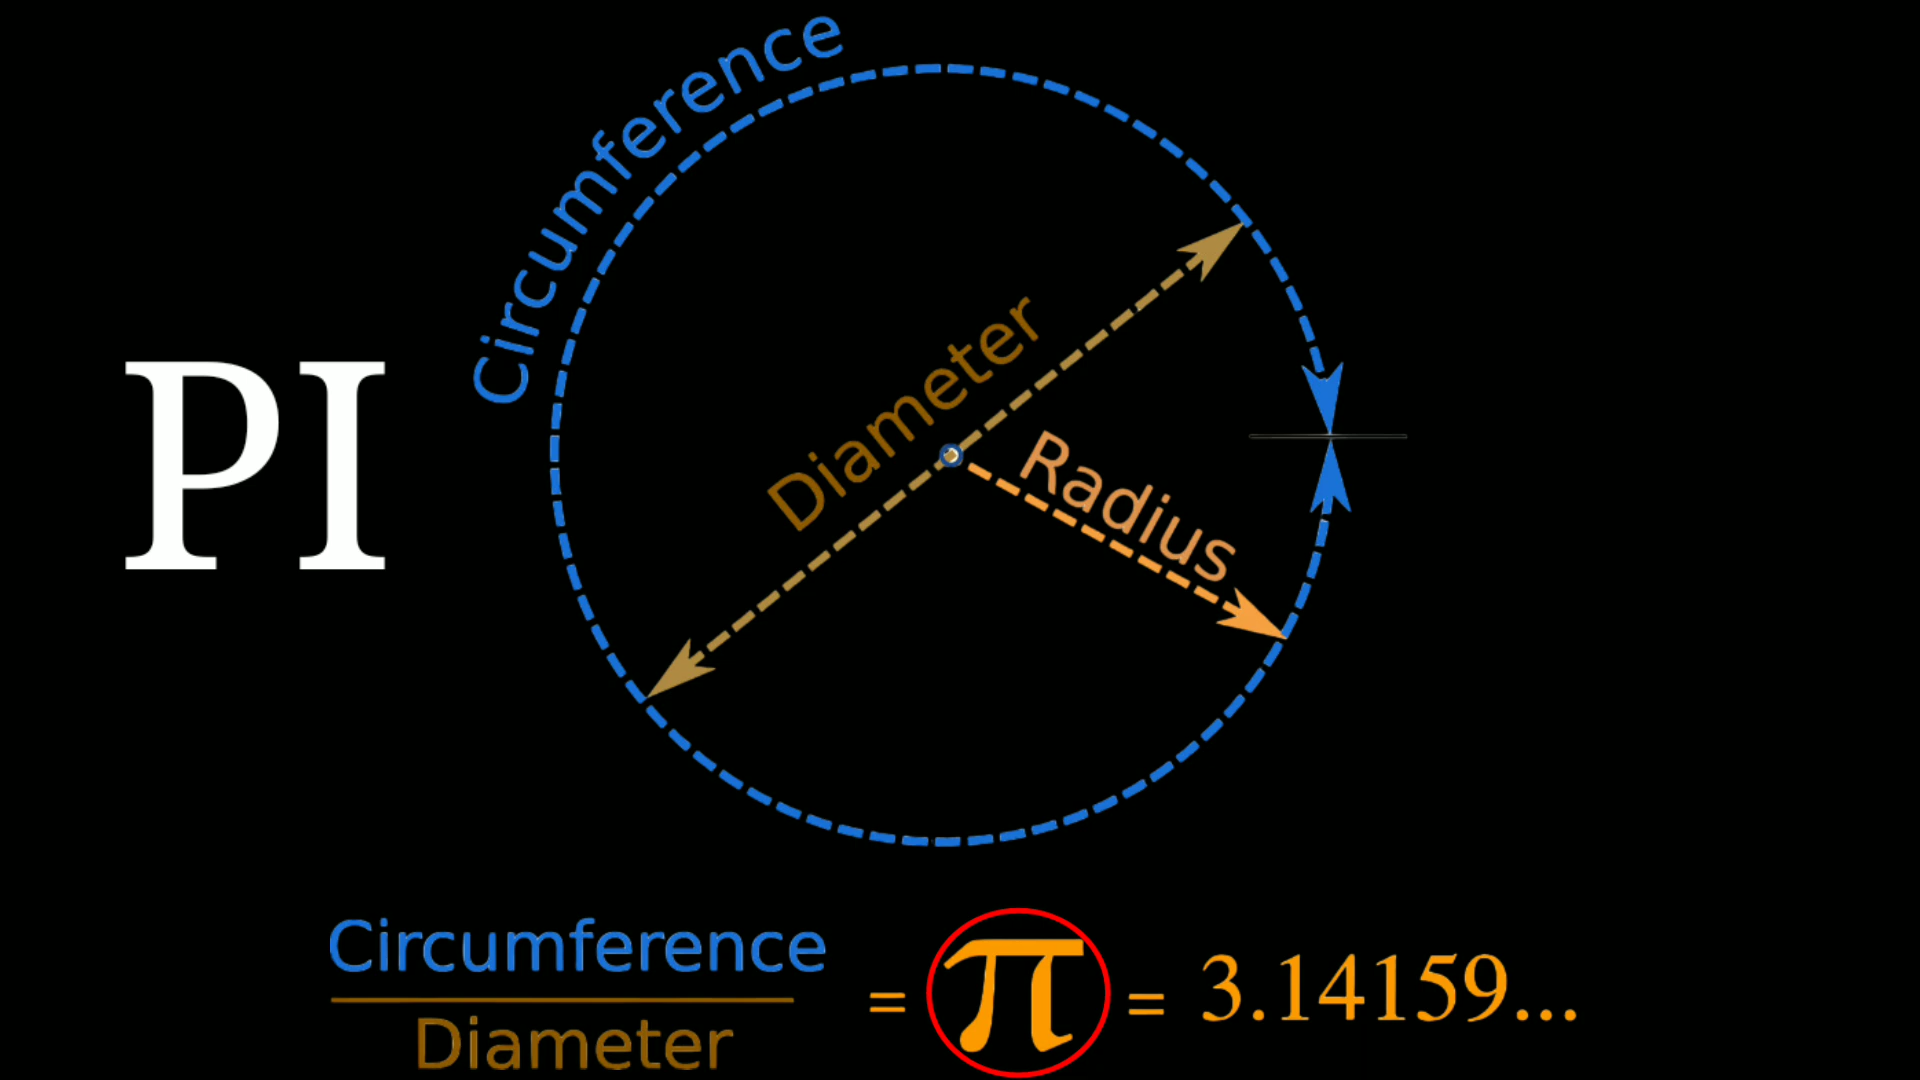 Circumference
PI
Diameter
Radius
Circumference
Diameter
= π = 3.14159...